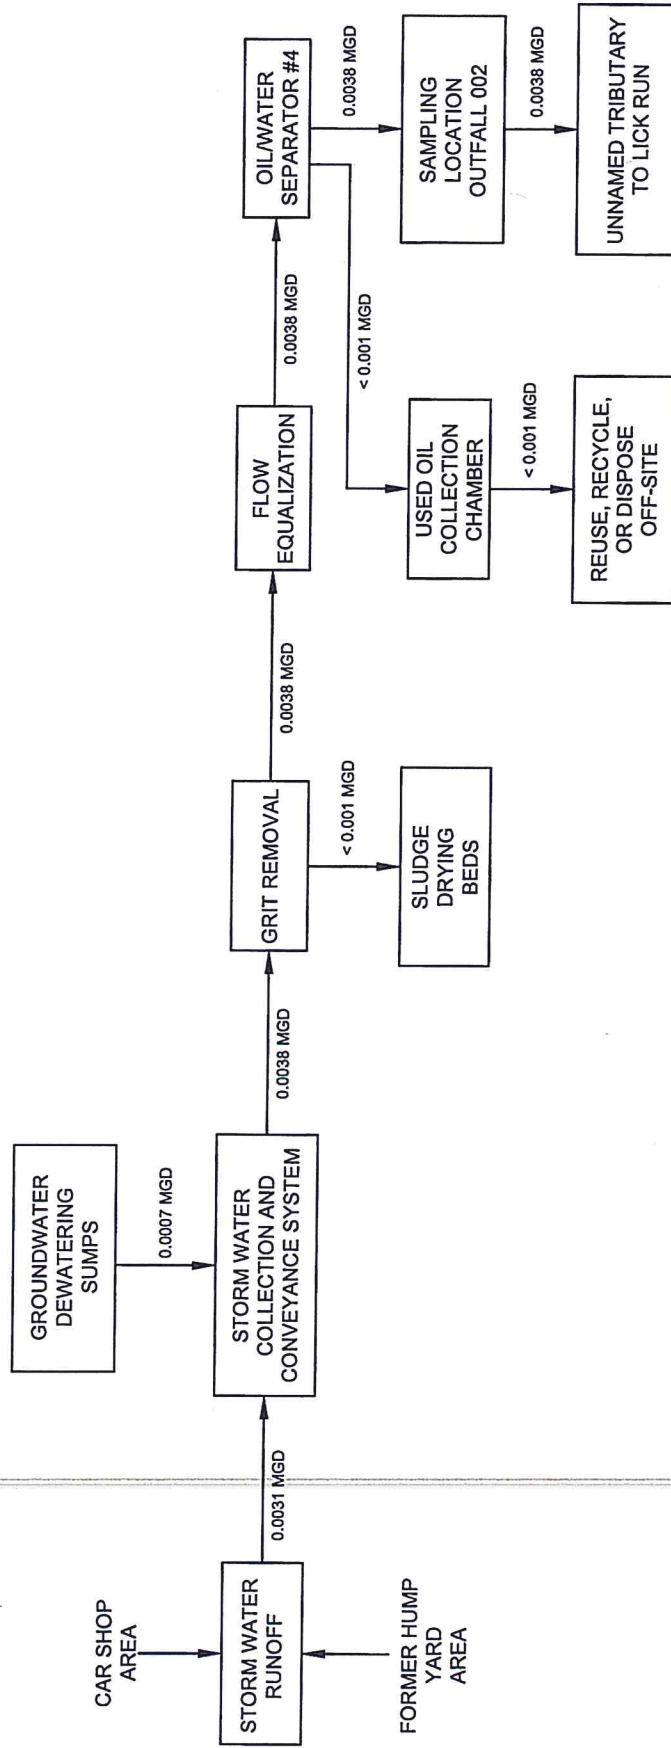 CAR SHOP
AREA
STORM WATER
RUNOFF
FORMER HUMP
YARD
AREA
0.0031 MGD
GROUNDWATER
DEWATERING
SUMPS
0.0007 MGD
STORM WATER
COLLECTION AND
CONVEYANCE SYSTEM
0.0038 MGD
GRIT REMOVAL
< 0.001 MGD
SLUDGE
DRYING
BEDS
0.0038 MGD
FLOW
EQUALIZATION
0.0038 MGD
OIL/WATER
SEPARATOR #4
< 0.001 MGD
USED OIL
COLLECTION
CHAMBER
< 0.001 MGD
REUSE, RECYCLE,
OR DISPOSE
OFF-SITE
0.0038 MGD
SAMPLING
LOCATION
OUTFALL 002
0.0038 MGD
UNNAMED TRIBUTARY
TO LICK RUN